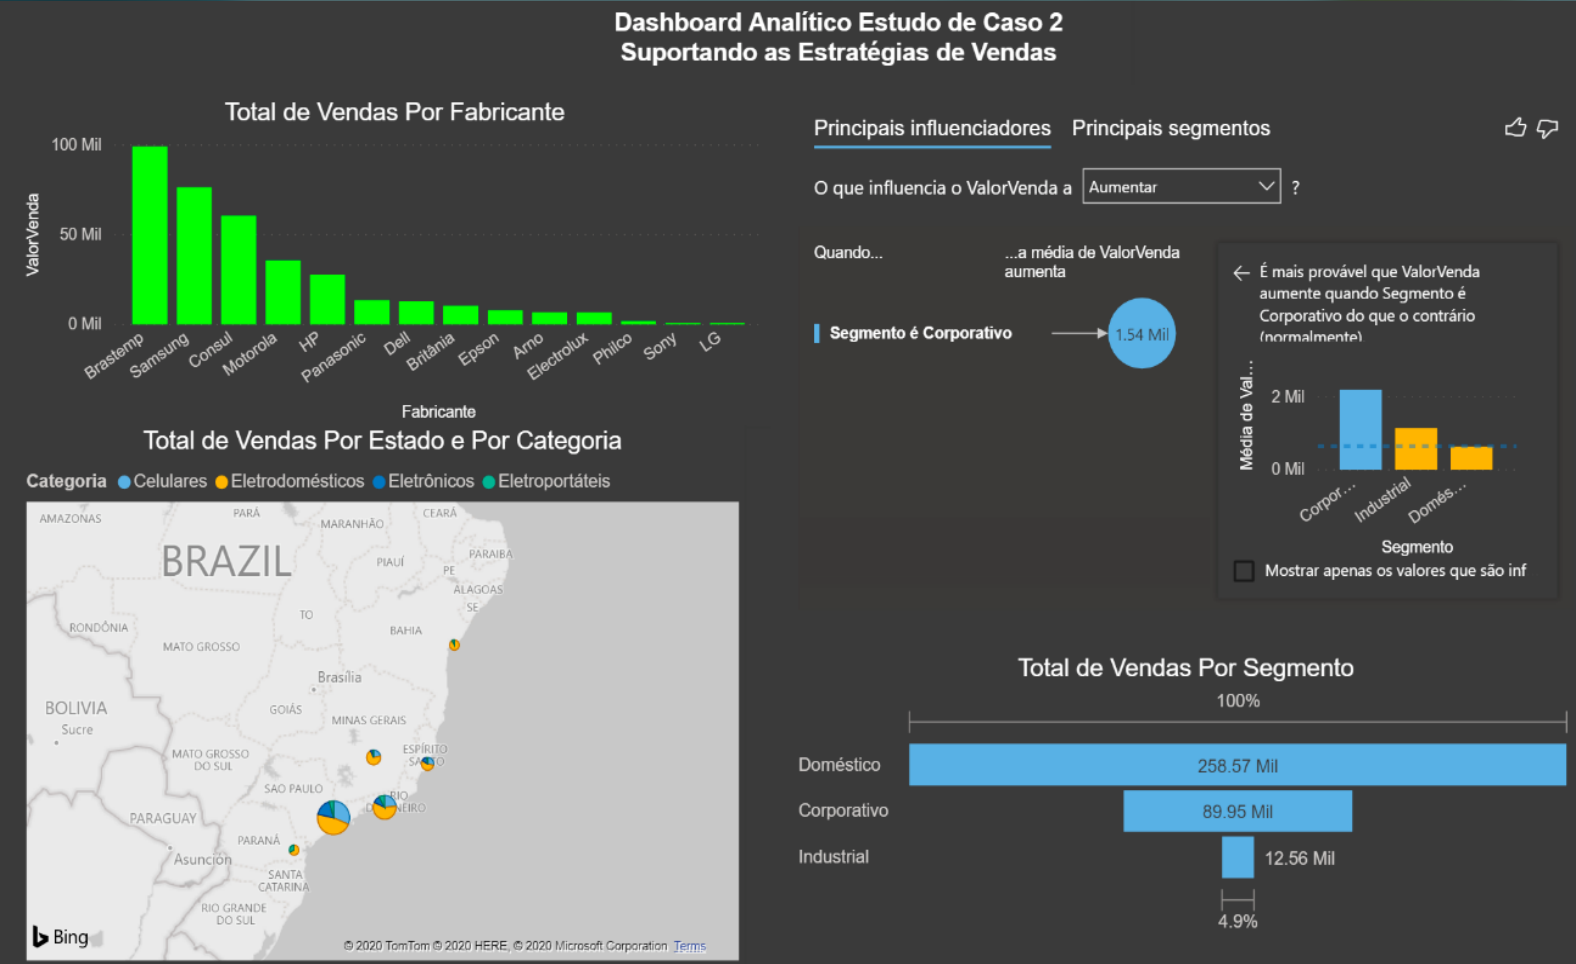 Dashboard Analítico Estudo de Caso 2
Suportando as Estratégias de Vendas
Total de Vendas Por Fabricante
ValorVenda
100 Mil
50 Mil
0 Mil
Brastemp
Samsung
Consul
Motorola
HP
Panasonic
Dell
Britânia
Epson
Arno
Electrolux
Philco
Sony
LG
Fabricante
Principais influenciadores
Principais segmentos
O que influencia o ValorVenda a
Aumentar
?
Quando...
...a média de ValorVenda
aumenta
Segmento é Corporativo
1.54 Mil
É mais provável que ValorVenda
aumente quando Segmento é
Corporativo do que o contrário
(normalmente)
Média de Val...
2 Mil
0 Mil
Corpor...
Industrial
Domés...
Segmento
Mostrar apenas os valores que são inf
Total de Vendas Por Estado e Por Categoria
Categoria Celulares Eletrodomésticos Eletrônicos Eletroportáteis
AMAZONAS
PARÁ
MARANHÃO
CEARÁ
BRAZIL
PIAUÍ
PARAIBA
PE
ALAGOAS
SE
TO
RONDÔNIA
MATO GROSSO
BAHIA
Brasília
BOLIVIA
Sucre
GOIÁS
MINAS GERAIS
MATO GROSSO
DO SUL
ESPÍRITO
SANTO
SAO PAULO
RIO
DE JANEIRO
PARAGUAY
PARANÁ
Asunción
SANTA
CATARINA
RIO GRANDE
DO SUL
Bing
© 2020 TomTom © 2020 HERE, © 2020 Microsoft Corporation Terms
Total de Vendas Por Segmento
100%
Doméstico
258.57 Mil
Corporativo
89.95 Mil
Industrial
12.56 Mil
4.9%